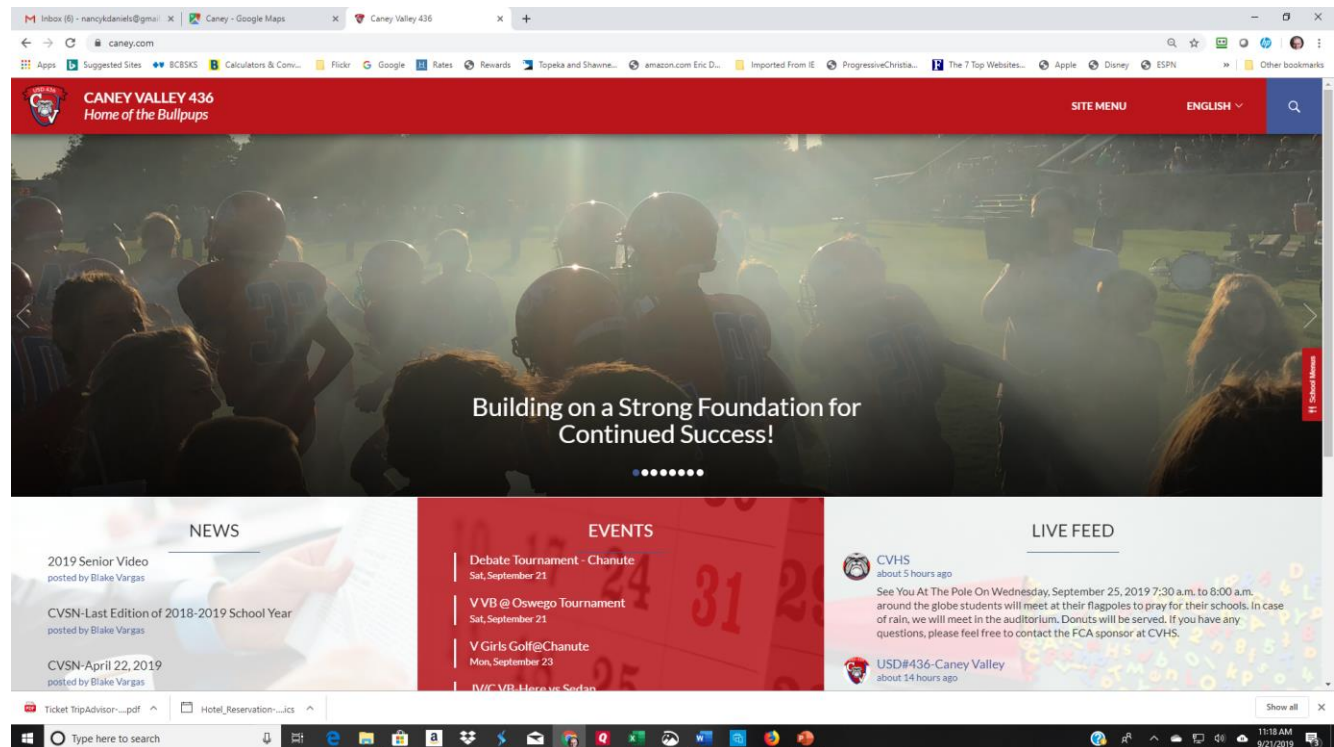 Inbox (6) - nancykdaniels@gmai
Caney - Google Maps
Caney Valley 436
caney.com
Apps
Suggested Sites
BCBSKS
Calculators & Conv...
Flickr
Google
Rates
Rewards
Topeka and Shawne...
amazon.com Eric D...
Imported From IE
ProgressiveChristia...
The 7 Top Websites...
Apple
Disney
ESPN
»
Other bookmarks
USD 436
CV
CANEY VALLEY 436
Home of the Bullpups
SITE MENU
ENGLISH
School Menus
Building on a Strong Foundation for
Continued Success!
NEWS
2019 Senior Video
posted by Blake Vargas
CVSN-Last Edition of 2018-2019 School Year
posted by Blake Vargas
CVSN-April 22, 2019
posted by Blake Vargas
EVENTS
Debate Tournament - Chanute
Sat, September 21
V VB @ Oswego Tournament
Sat, September 21
V Girls Golf@Chanute
Mon, September 23
JV/C VB-Here vs Sedan
LIVE FEED
CVHS
about 5 hours ago
See You At The Pole On Wednesday, September 25, 2019 7:30 a.m. to 8:00 a.m.
around the globe students will meet at their flagpoles to pray for their schools. In case
of rain, we will meet in the auditorium. Donuts will be served. If you have any
questions, please feel free to contact the FCA sponsor at CVHS.
USD#436-Caney Valley
about 14 hours ago
Ticket TripAdvisor-....pdf
Hotel_Reservation-....ics
Show all
Type here to search
11:18 AM
9/21/2019